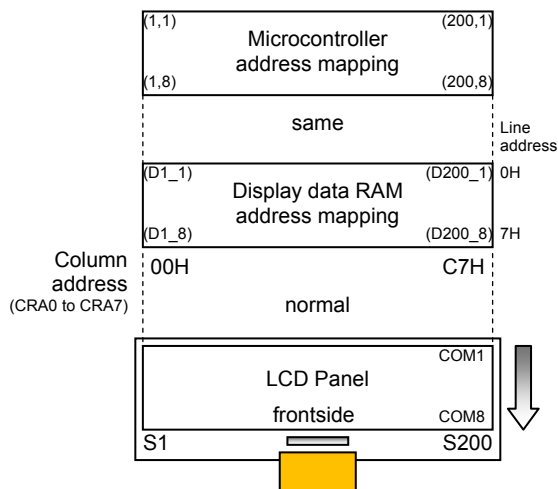 (1,1) (200,1)
Microcontroller
address mapping
(1,8) (200,8)
same
Line
address
(D1_1) (D200_1) 0H
Display data RAM
address mapping
(D1_8) (D200_8) 7H
Column
address
(CRA0 to CRA7)
00H C7H
normal
COM1
LCD Panel
frontside
COM8
S1 S200